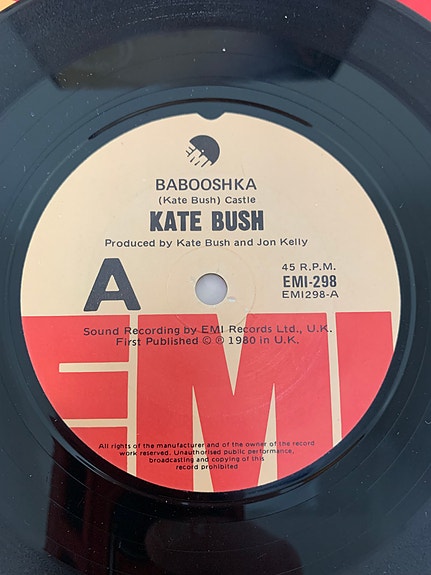 EMI
BABOOSHKA
(Kate Bush) Castle
KATE BUSH
Produced by Kate Bush and Jon Kelly
A
45 R.P.M.
EMI-298
EMI298-A
Sound Recording by EMI Records Ltd., U.K.
First Published © ℗ 1980 in U.K.
EMI
All rights of the manufacturer and of the owner of the record
work reserved. Unauthorised public performance,
broadcasting and copying of this
record prohibited